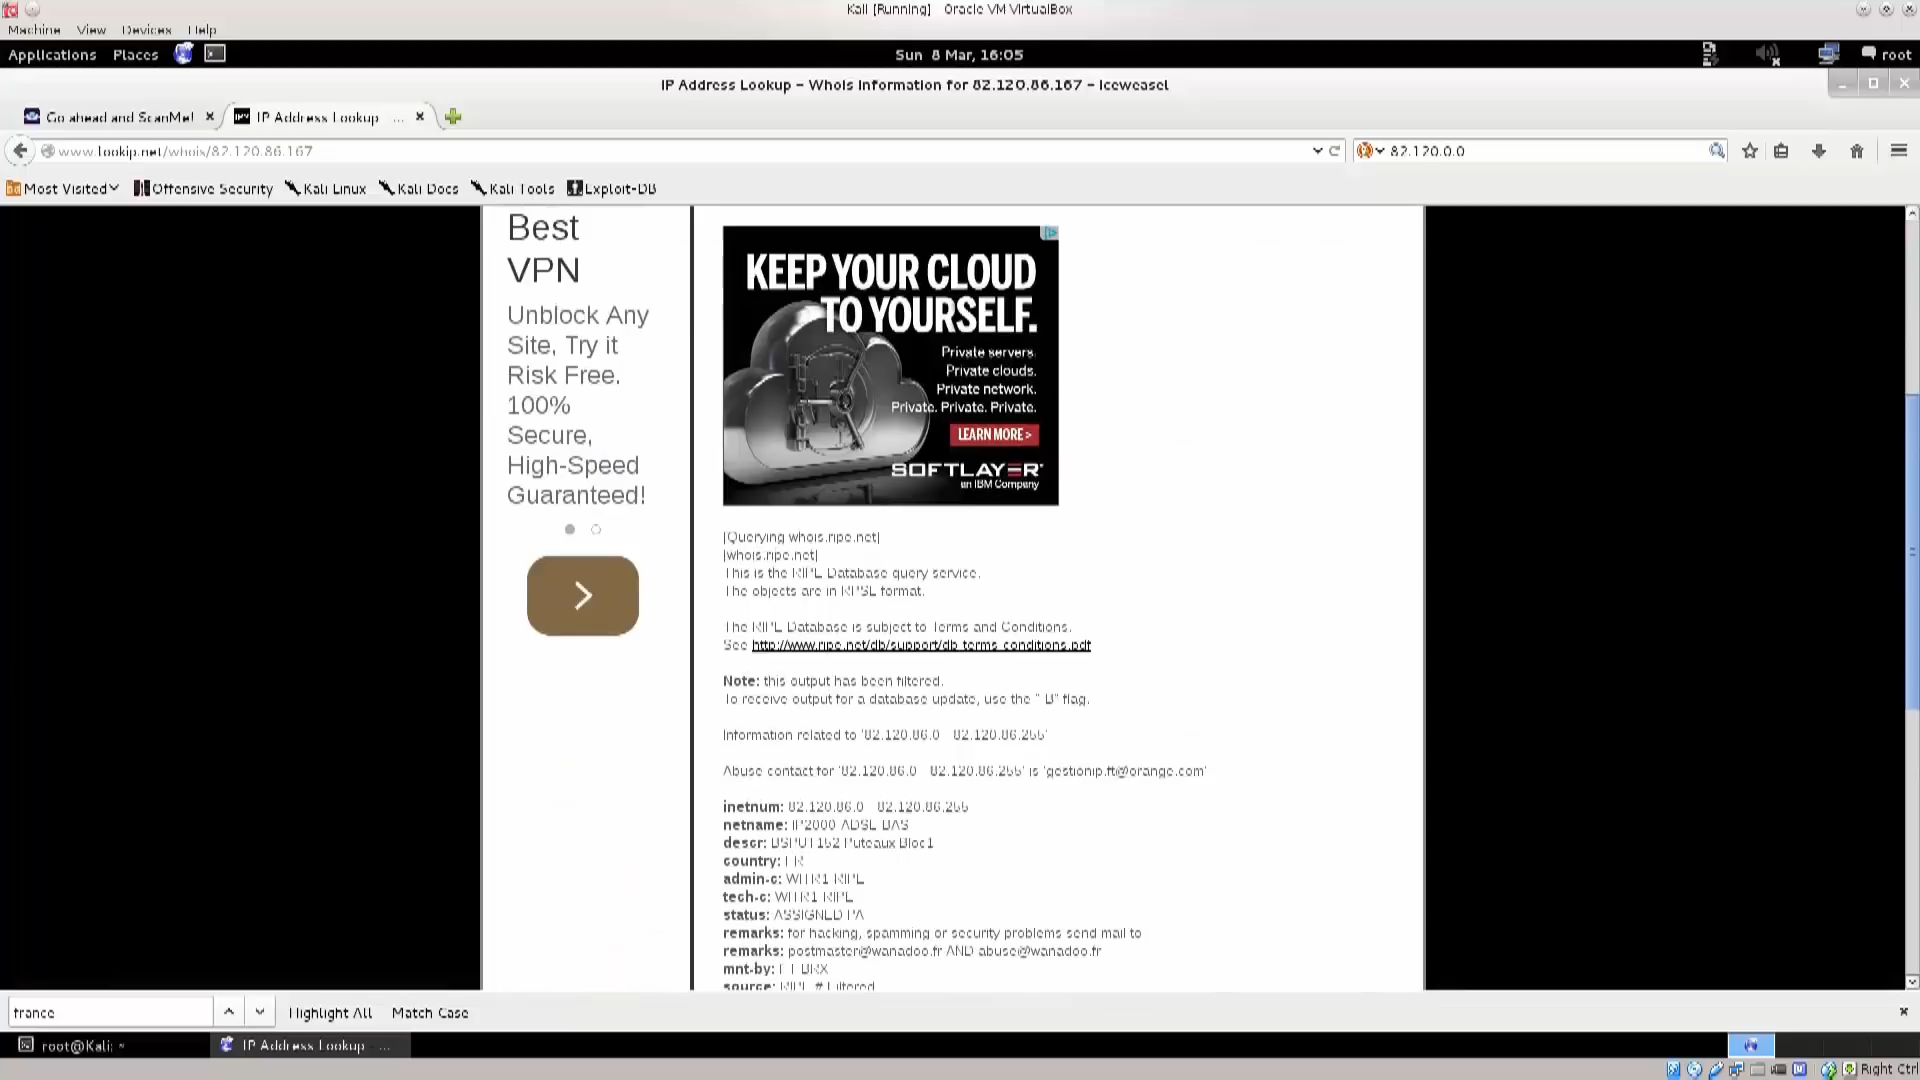 Kali [Running] Oracle VM VirtualBox
Machine View Devices Help
Applications Places
Sun 8 Mar, 16:05
root
IP Address Lookup – Whois Information for 82.120.86.167 – Iceweasel
Go ahead and ScanMe!
IP Address Lookup ...
www.lookip.net/whois/82.120.86.167
82.120.0.0
Most Visited
Offensive Security
Kali Linux
Kali Docs
Kali Tools
Exploit-DB
Best
VPN
Unblock Any
Site, Try it
Risk Free.
100%
Secure,
High-Speed
Guaranteed!
KEEP YOUR CLOUD
TO YOURSELF.
Private servers.
Private clouds.
Private network.
Private. Private. Private.
LEARN MORE >
SOFTLAYER
an IBM Company
[Querying whois.ripe.net]
[whois.ripe.net]
This is the RIPE Database query service.
The objects are in RPSL format.
The RIPE Database is subject to Terms and Conditions.
See http://www.ripe.net/db/support/db-terms-conditions.pdf
Note: this output has been filtered.
To receive output for a database update, use the "-B" flag.
Information related to '82.120.86.0 - 82.120.86.255'
Abuse contact for '82.120.86.0 - 82.120.86.255' is 'gestionip.ft@orange.com'
inetnum: 82.120.86.0 - 82.120.86.255
netname: IP2000-ADSL-BAS
descr: BSPUT152 Puteaux Bloc1
country: FR
admin-c: WITR1-RIPE
tech-c: WITR1-RIPE
status: ASSIGNED PA
remarks: for hacking, spamming or security problems send mail to
remarks: postmaster@wanadoo.fr AND abuse@wanadoo.fr
mnt-by: FT-BRX
source: RIPE # Filtered
france
Highlight All
Match Case
root@Kali: ~
IP Address Lookup ...
Right Ctrl